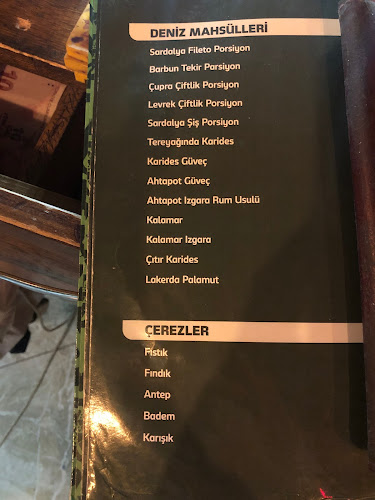 DENİZ MAHSÜLLERİ
Sardalya Fileto Porsiyon
Barbun Tekir Porsiyon
Çupra Çiftlik Porsiyon
Levrek Çiftlik Porsiyon
Sardalya Şiş Porsiyon
Tereyağında Karides
Karides Güveç
Ahtapot Güveç
Ahtapot Izgara Rum Usulü
Kalamar
Kalamar Izgara
Çıtır Karides
Lakerda Palamut
ÇEREZLER
Fıstık
Fındık
Antep
Badem
Karışık